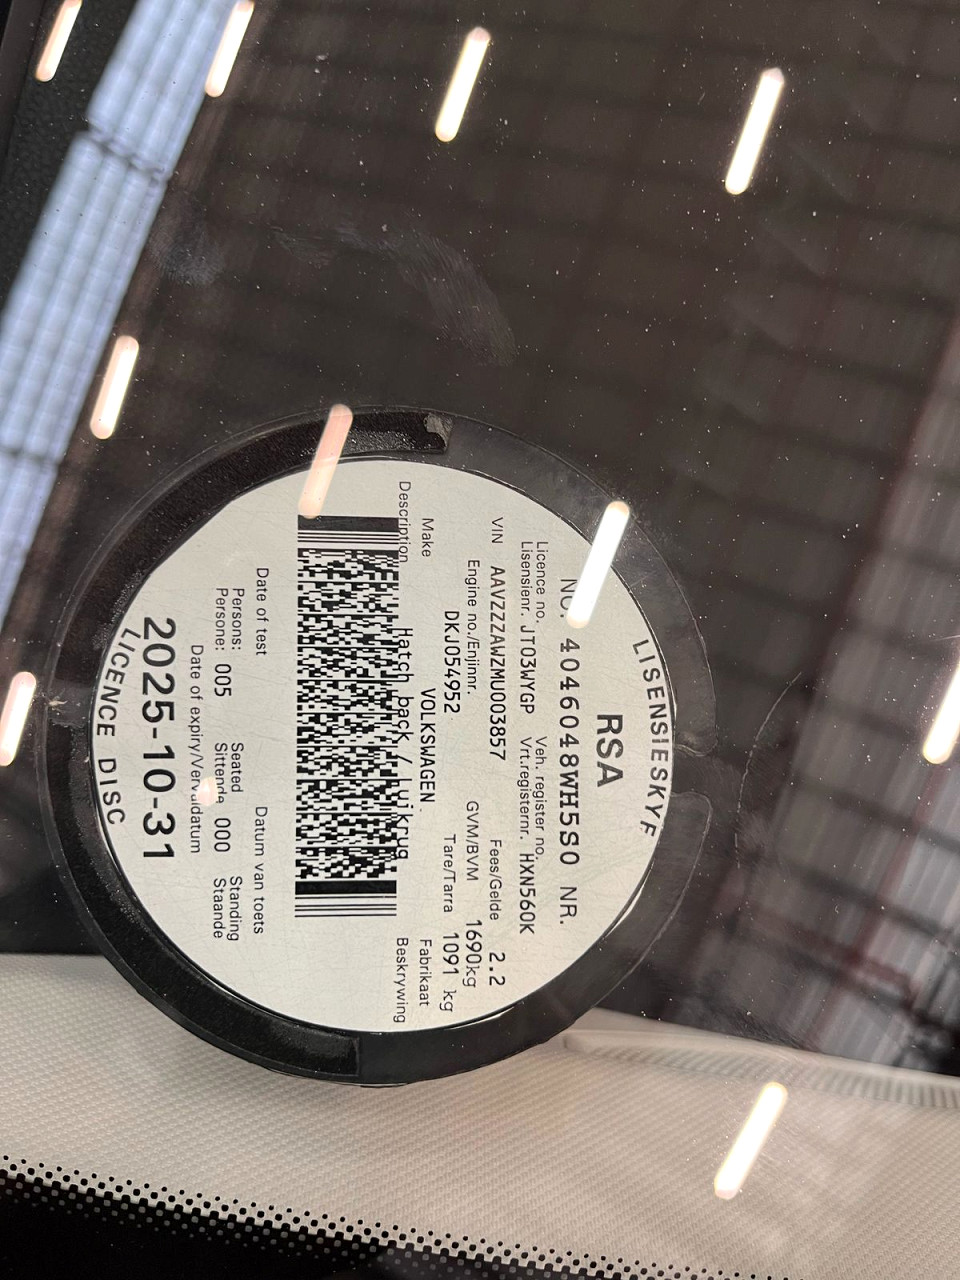 LISENSIESKYF
RSA
NO. 4046048WH5S0 NR.
Licence no. Veh. register no.
Lisensienr. JT03WYGP Vrt.registernr. HXN560K
VIN AAVZZZAWZMU003857 Fees/Gelde 2.2
Engine no./Enjinnr. GVM/BVM 1690kg
DKJ054952 Tare/Tarra 1091 kg
Make VOLKSWAGEN Fabrikaat
Description Hatch back / Luikrug Beskrywing
Date of test Datum van toets
Persons: Seated Standing
Persone: 005 Sittende 000 Staande
Date of expiry/Vervaldatum
2025-10-31
LICENCE DISC